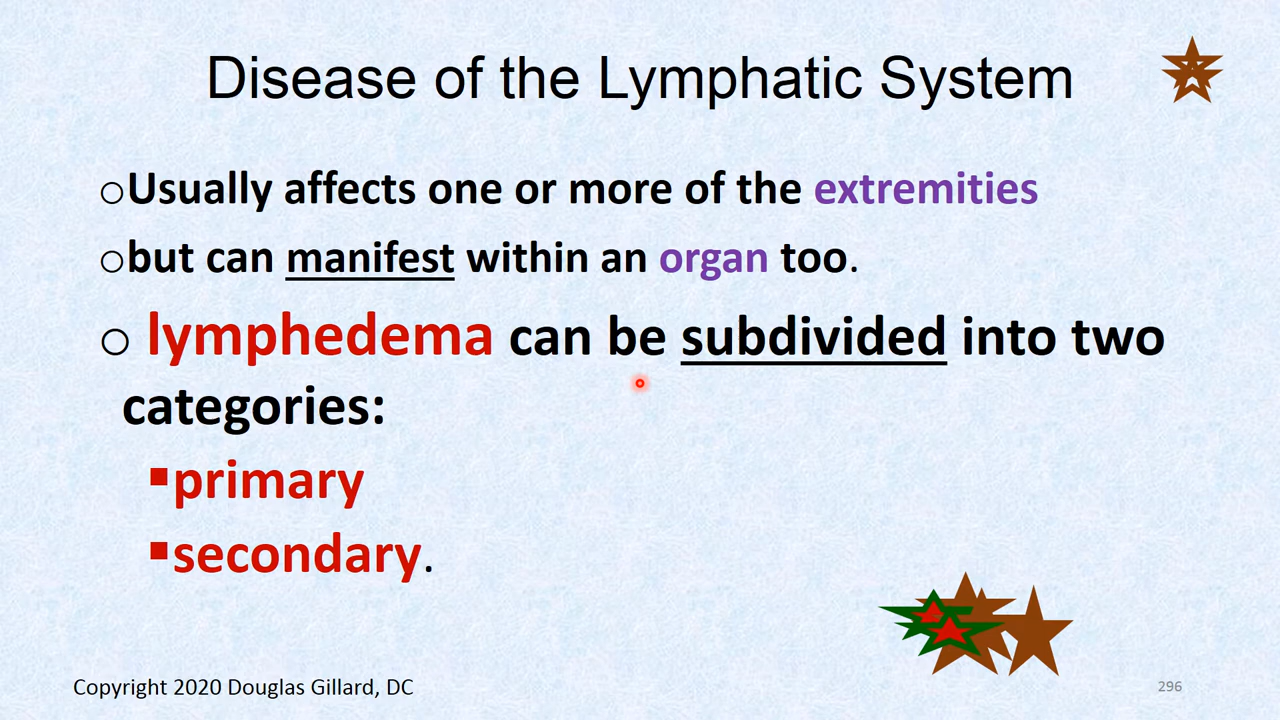 Disease of the Lymphatic System
○Usually affects one or more of the extremities
○but can manifest within an organ too.
○ lymphedema can be subdivided into two
categories:
▪primary
▪secondary.
Copyright 2020 Douglas Gillard, DC
296